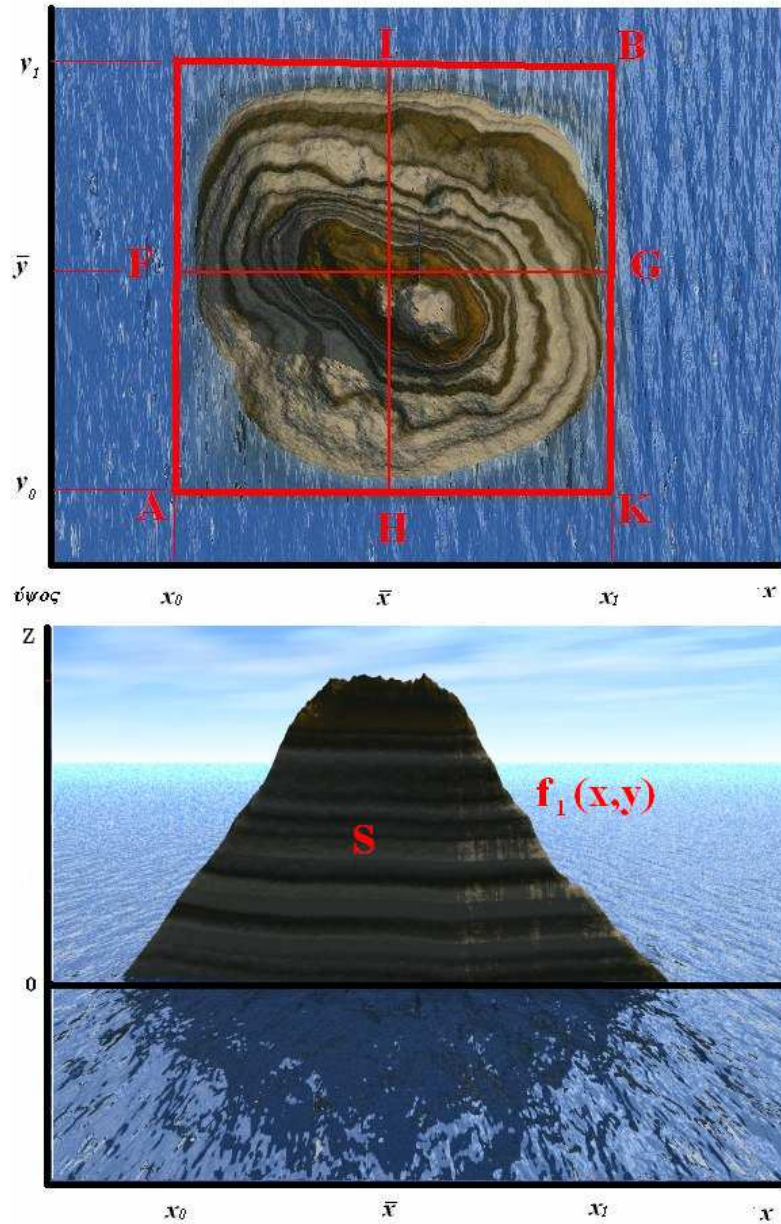 I B
y₁
ȳ F G
y₀
A K
H
ύψος x₀ x̄ x₁ x
Z
f₁(x,y)
S
0
x₀ x̄ x₁ x